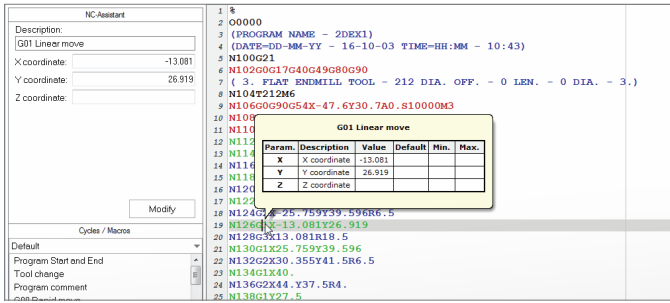 NC-Assistant
Description:
G01 Linear move
X coordinate: -13.081
Y coordinate: 26.919
Z coordinate:
Modify
Cycles / Macros
Default
Program Start and End
Tool change
Program comment
G00 Rapid move
1 %
2 O0000
3 (PROGRAM NAME - 2DEX1)
4 (DATE=DD-MM-YY - 16-10-03 TIME=HH:MM - 10:43)
5 N100G21
6 N102G0G17G40G49G80G90
7 ( 3. FLAT ENDMILL TOOL - 212 DIA. OFF. - 0 LEN. - 0 DIA. - 3.)
8 N104T212M6
9 N106G0G90G54X-47.6Y30.7A0.S10000M3
10 N108
11 N110
12 N112
13 N114
14 N116
15 N118
16 N120
17 N122
G01 Linear move
Param. Description Value Default Min. Max.
X X coordinate -13.081
Y Y coordinate 26.919
Z Z coordinate
18 N124G2X-25.759Y39.596R6.5
19 N126G1X-13.081Y26.919
20 N128G3X13.081R18.5
21 N130G1X25.759Y39.596
22 N132G2X30.355Y41.5R6.5
23 N134G1X40.
24 N136G2X44.Y37.5R4.
25 N138G1Y27.5